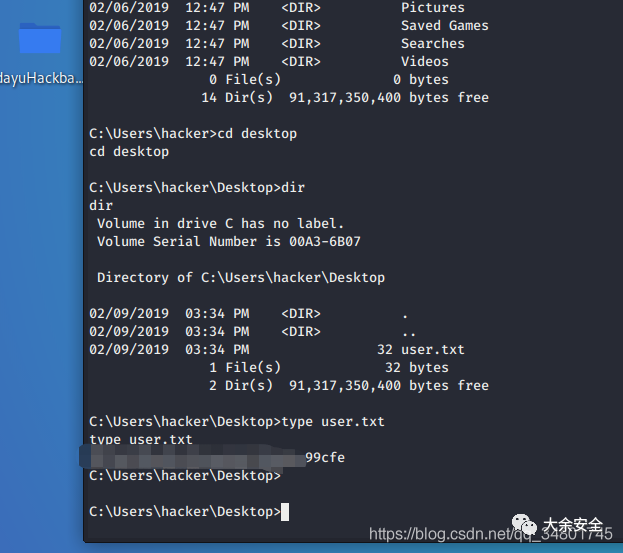 dayuHackba...
02/06/2019  12:47 PM    <DIR>          Pictures
02/06/2019  12:47 PM    <DIR>          Saved Games
02/06/2019  12:47 PM    <DIR>          Searches
02/06/2019  12:47 PM    <DIR>          Videos
               0 File(s)              0 bytes
              14 Dir(s)  91,317,350,400 bytes free
C:\Users\hacker>cd desktop
cd desktop
C:\Users\hacker\Desktop>dir
dir
 Volume in drive C has no label.
 Volume Serial Number is 00A3-6B07
 Directory of C:\Users\hacker\Desktop
02/09/2019  03:34 PM    <DIR>          .
02/09/2019  03:34 PM    <DIR>          ..
02/09/2019  03:34 PM                32 user.txt
               1 File(s)             32 bytes
               2 Dir(s)  91,317,350,400 bytes free
C:\Users\hacker\Desktop>type user.txt
type user.txt
99cfe
C:\Users\hacker\Desktop>
C:\Users\hacker\Desktop>
大余安全
https://blog.csdn.net/qq_34801745